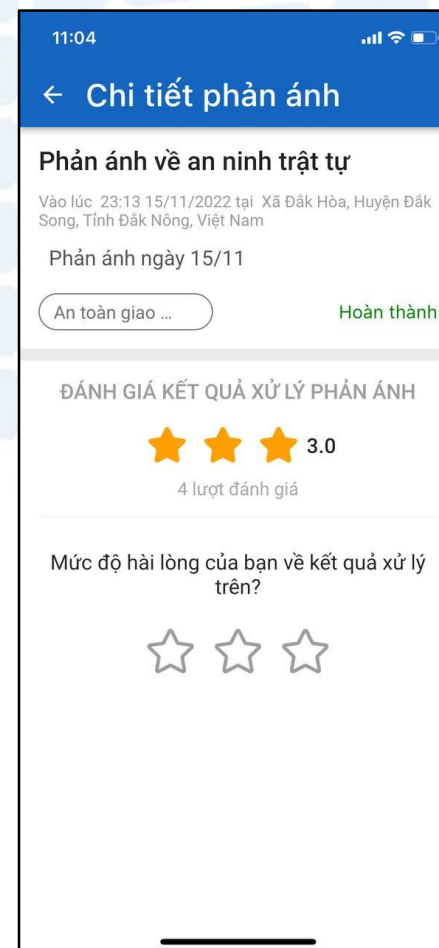 11:04
Chi tiết phản ánh
Phản ánh về an ninh trật tự
Vào lúc 23:13 15/11/2022 tại Xã Đắk Hòa, Huyện Đắk
Song, Tỉnh Đắk Nông, Việt Nam
Phản ánh ngày 15/11
An toàn giao ...
Hoàn thành
ĐÁNH GIÁ KẾT QUẢ XỬ LÝ PHẢN ÁNH
3.0
4 lượt đánh giá
Mức độ hài lòng của bạn về kết quả xử lý
trên?